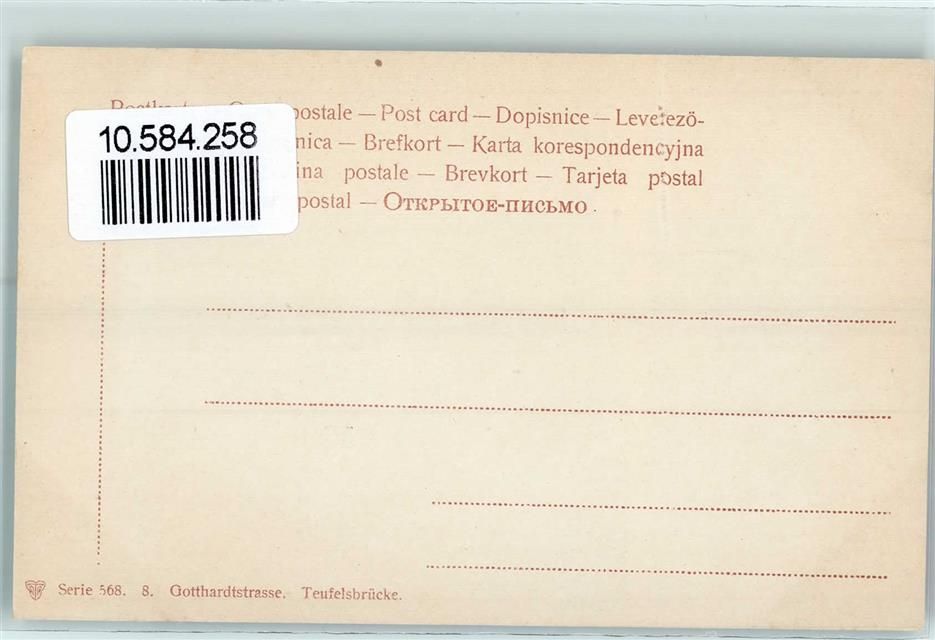 10.584.258
postale — Post card — Dopisnice — Levelező-
nica — Brefkort — Karta korespondencyjna
ina postale — Brevkort — Tarjeta postal
postal — Открытое-письмо.
Serie 568. 8. Gotthardtstrasse. Teufelsbrücke.